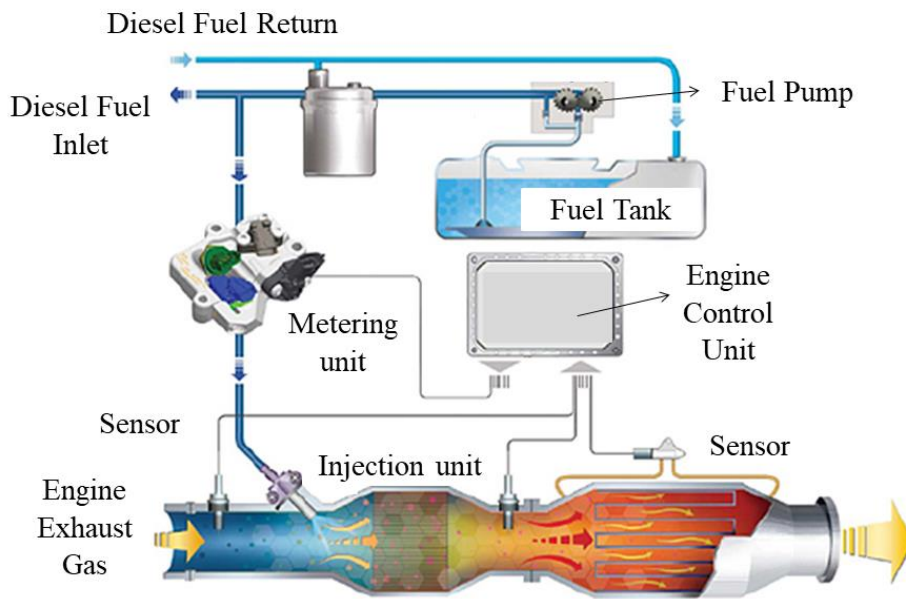 Diesel Fuel Return
Diesel Fuel
Inlet
Fuel Pump
Fuel Tank
Engine
Control
Unit
Metering
unit
Sensor
Injection unit
Sensor
Engine
Exhaust
Gas